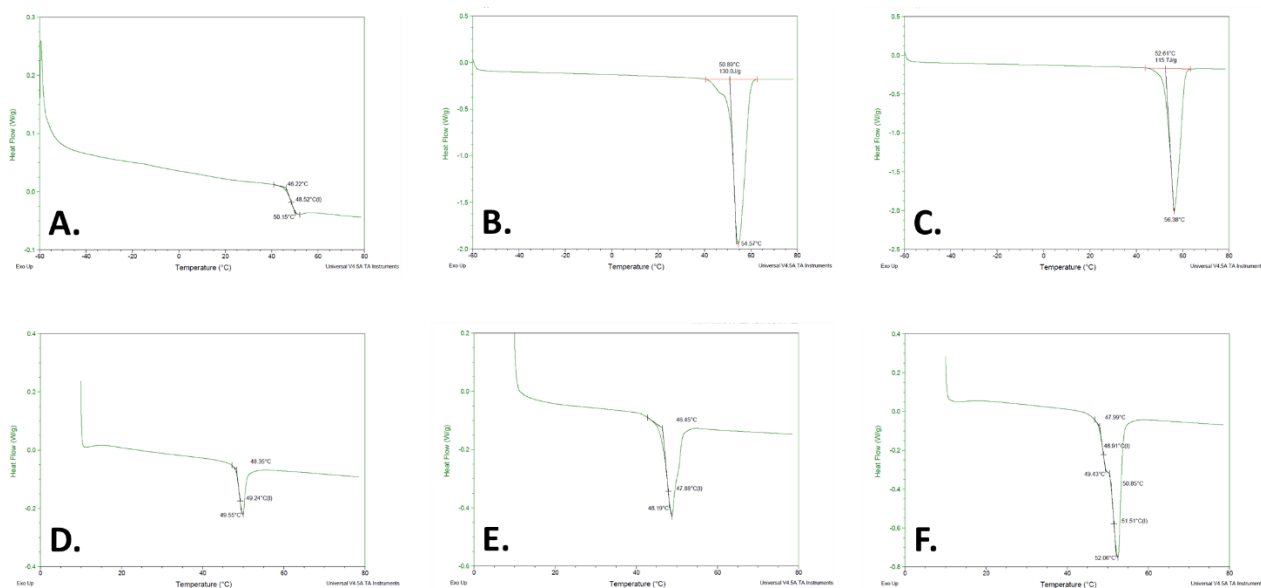 0.3
0.2
0.1
0.0
-0.1
Heat Flow (W/g)
46.22°C
48.52°C(I)
50.15°C
A.
-60 -40 -20 0 20 40 60 80
Exo Up
Temperature (°C)
Universal V4.5A TA Instruments
0.5
0.0
-0.5
-1.0
-1.5
-2.0
Heat Flow (W/g)
50.89°C
54.57°C
B.
-60 -40 -20 0 20 40 60 80
Exo Up
Temperature (°C)
Universal V4.5A TA Instruments
0.5
0.0
-0.5
-1.0
-1.5
-2.0
-2.5
Heat Flow (W/g)
52.61°C
115.7J/g
56.38°C
C.
-60 -40 -20 0 20 40 60 80
Exo Up
Temperature (°C)
Universal V4.5A TA Instruments
0.4
0.2
0.0
-0.2
-0.4
Heat Flow (W/g)
49.24°C(I)
49.55°C
D.
0 20 40 60 80
Exo Up
Temperature (°C)
Universal V4.5A TA Instruments
0.2
0.0
-0.2
-0.4
-0.6
Heat Flow (W/g)
46.45°C
47.88°C(I)
48.19°C
E.
0 20 40 60 80
Exo Up
Temperature (°C)
Universal V4.5A TA Instruments
0.4
0.2
0.0
-0.2
-0.4
-0.6
-0.8
Heat Flow (W/g)
47.99°C
48.91°C(I)
49.43°C
50.85°C
51.51°C(I)
52.06°C
F.
0 20 40 60 80
Exo Up
Temperature (°C)
Universal V4.5A TA Instruments